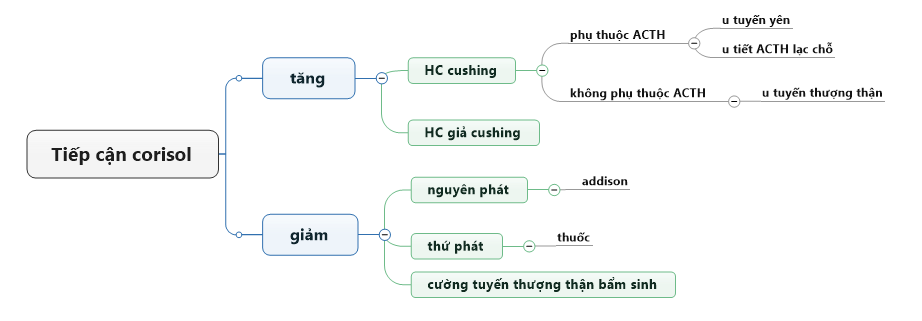 Tiếp cận corisol
tăng
HC cushing
phụ thuộc ACTH
u tuyến yên
u tiết ACTH lạc chỗ
không phụ thuộc ACTH
u tuyến thượng thận
HC giả cushing
giảm
nguyên phát
addison
thứ phát
thuốc
cường tuyến thượng thận bẩm sinh